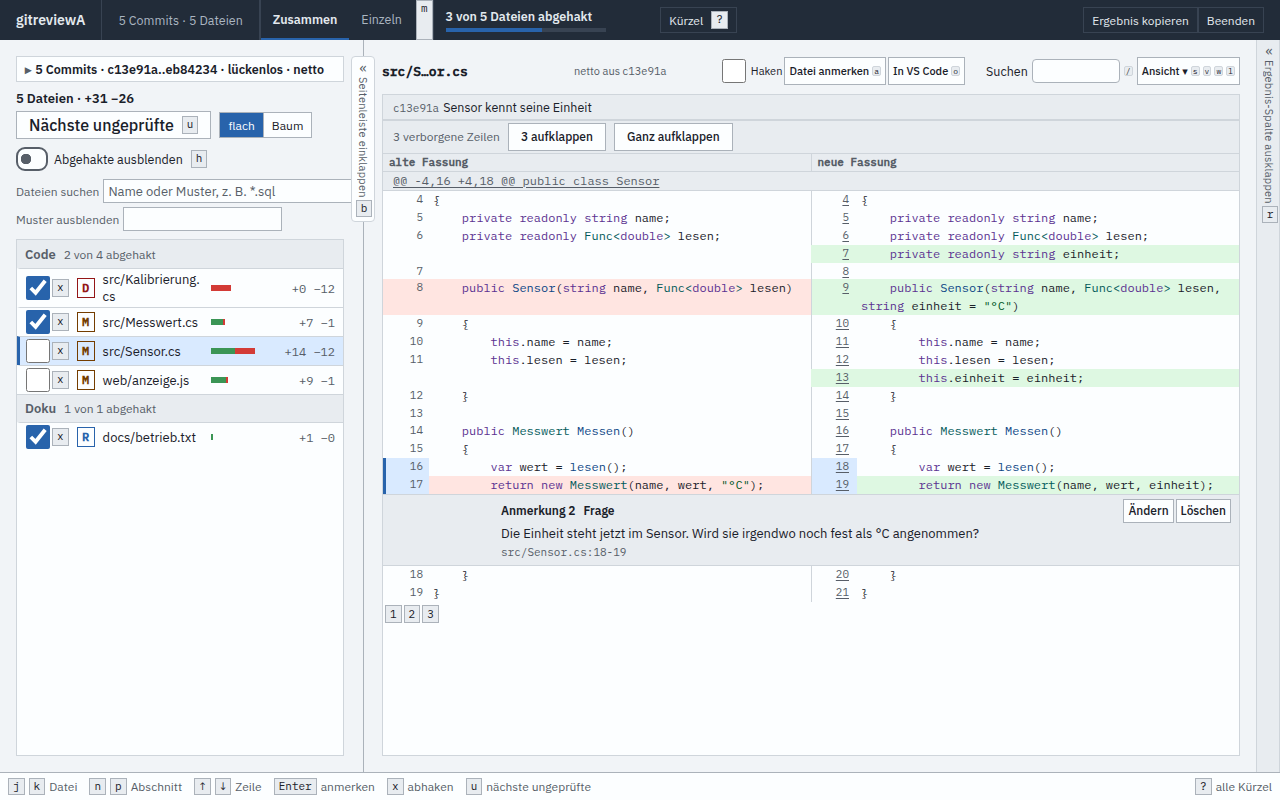 gitreviewA
5 Commits · 5 Dateien
Zusammen
Einzeln
m
3 von 5 Dateien abgehakt
Kürzel ?
Ergebnis kopieren
Beenden
▸ 5 Commits · c13e91a..eb84234 · lückenlos · netto
5 Dateien · +31 −26
Nächste ungeprüfte u
flach
Baum
Abgehakte ausblenden h
Dateien suchen Name oder Muster, z. B. *.sql
Muster ausblenden
Code 2 von 4 abgehakt
x D src/Kalibrierung.
cs
+0 −12
x M src/Messwert.cs +7 −1
x M src/Sensor.cs +14 −12
x M web/anzeige.js +9 −1
Doku 1 von 1 abgehakt
x R docs/betrieb.txt +1 −0
« Seitenleiste einklappen b
src/S…or.cs
netto aus c13e91a
Haken
Datei anmerken a
In VS Code o
Suchen /
Ansicht ▾ s v w l
c13e91a Sensor kennt seine Einheit
3 verborgene Zeilen
3 aufklappen
Ganz aufklappen
alte Fassung
neue Fassung
@@ -4,16 +4,18 @@ public class Sensor
4 { 4 {
5 private readonly string name; 5 private readonly string name;
6 private readonly Func<double> lesen; 6 private readonly Func<double> lesen;
7 private readonly string einheit;
7 8
8 public Sensor(string name, Func<double> lesen) 9 public Sensor(string name, Func<double> lesen,
string einheit = "°C")
9 { 10 {
10 this.name = name; 11 this.name = name;
11 this.lesen = lesen; 12 this.lesen = lesen;
13 this.einheit = einheit;
12 } 14 }
13 15
14 public Messwert Messen() 16 public Messwert Messen()
15 { 17 {
16 var wert = lesen(); 18 var wert = lesen();
17 return new Messwert(name, wert, "°C"); 19 return new Messwert(name, wert, einheit);
Anmerkung 2 Frage
Ändern
Löschen
Die Einheit steht jetzt im Sensor. Wird sie irgendwo noch fest als °C angenommen?
src/Sensor.cs:18-19
18 } 20 }
19 } 21 }
1 2 3
« Ergebnis-Spalte ausklappen r
j k Datei n p Abschnitt ↑ ↓ Zeile Enter anmerken x abhaken u nächste ungeprüfte
? alle Kürzel